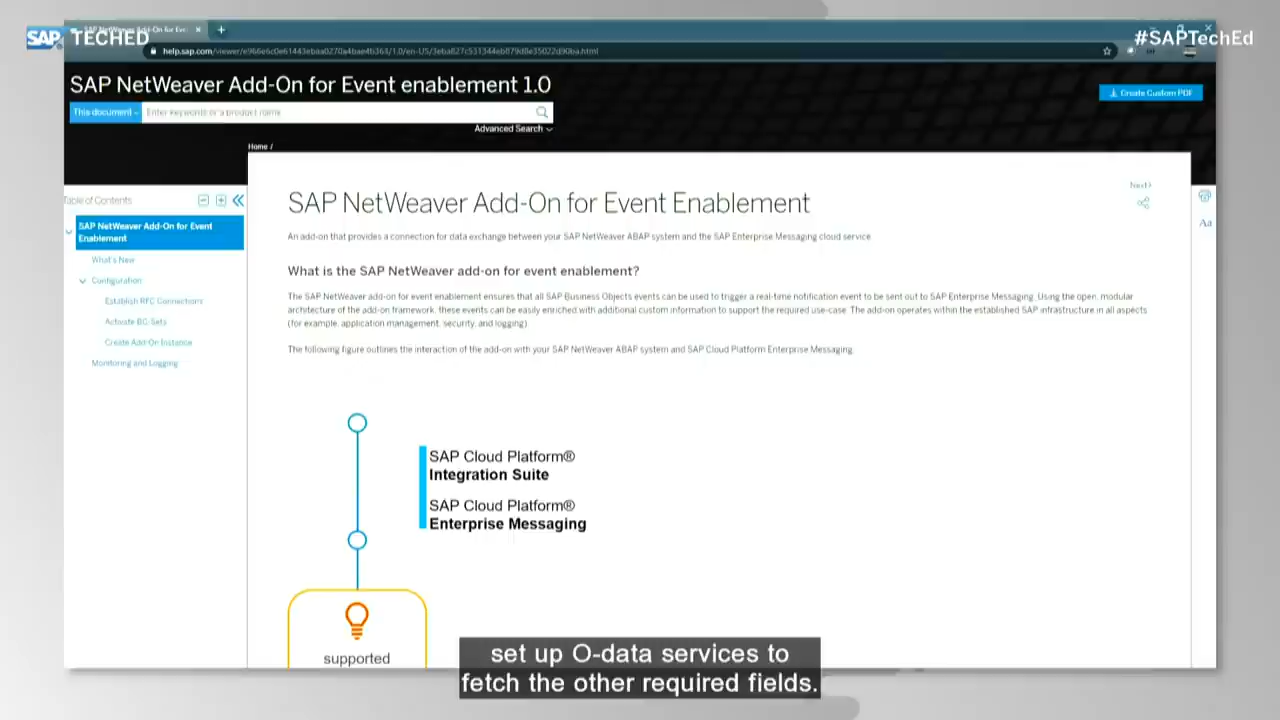 SAP TECHED
#SAPTechEd
SAP NetWeaver Add-On for Event enablement 1.0
This document
Enter keywords or a product name
Advanced Search
Create Custom PDF
Home /
Table of Contents
SAP NetWeaver Add-On for Event
Enablement
What's New
Configuration
Establish RFC Connections
Activate BC-Sets
Create Add-On Instance
Monitoring and Logging
Next>
Aa
SAP NetWeaver Add-On for Event Enablement
An add-on that provides a connection for data exchange between your SAP NetWeaver ABAP system and the SAP Enterprise Messaging cloud service
What is the SAP NetWeaver add-on for event enablement?
The SAP NetWeaver add-on for event enablement ensures that all SAP Business Objects events can be used to trigger a real-time notification event to be sent out to SAP Enterprise Messaging. Using the open, modular
architecture of the add-on framework, these events can be easily enriched with additional custom information to support the required use-case. The add-on operates within the established SAP infrastructure in all aspects
(for example, application management, security, and logging).
The following figure outlines the interaction of the add-on with your SAP NetWeaver ABAP system and SAP Cloud Platform Enterprise Messaging.
SAP Cloud Platform®
Integration Suite
SAP Cloud Platform®
Enterprise Messaging
supported
set up O-data services to
fetch the other required fields.